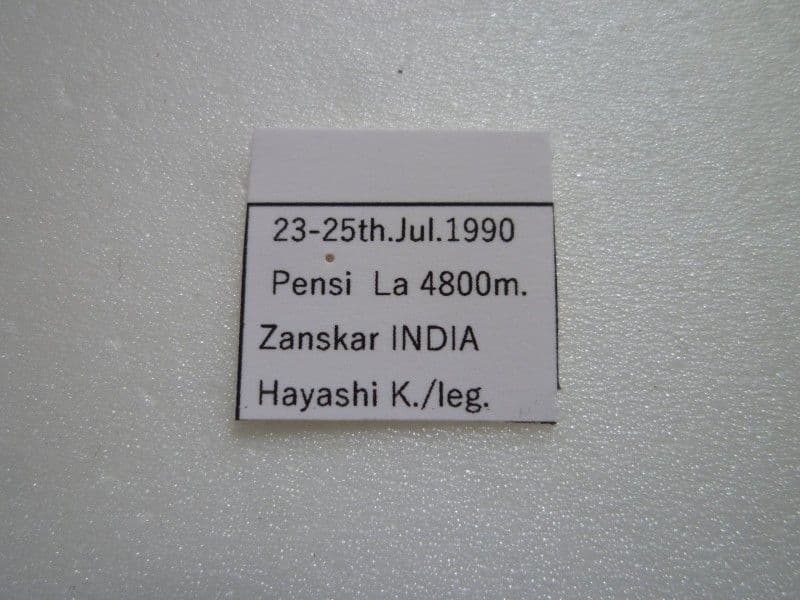 23-25th.Jul.1990
Pensi La 4800m.
Zanskar INDIA
Hayashi K./leg.